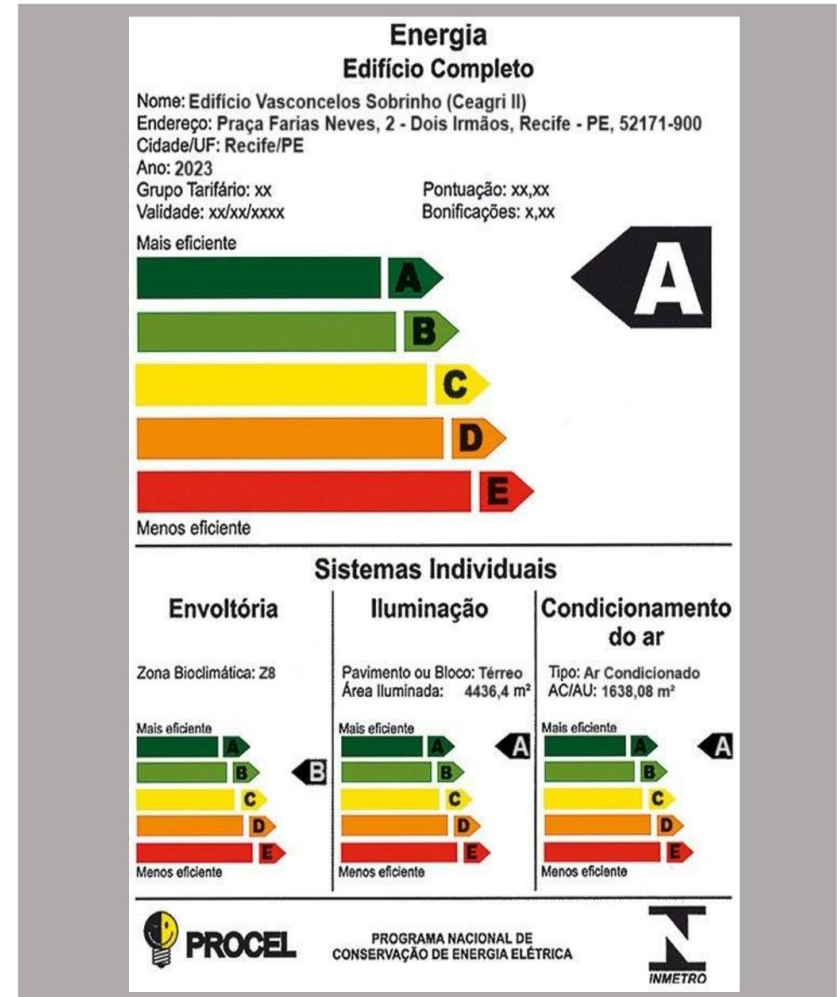 Energia
Edifício Completo
Nome: Edifício Vasconcelos Sobrinho (Ceagri II)
Endereço: Praça Farias Neves, 2 - Dois Irmãos, Recife - PE, 52171-900
Cidade/UF: Recife/PE
Ano: 2023
Grupo Tarifário: xx
Pontuação: xx,xx
Validade: xx/xx/xxxx
Bonificações: x,xx
Mais eficiente
A
A
B
C
D
E
Menos eficiente
Sistemas Individuais
Envoltória
Zona Bioclimática: Z8
Mais eficiente
A
B
B
C
D
E
Menos eficiente
Iluminação
Pavimento ou Bloco: Térreo
Área Iluminada: 4436,4 m²
Mais eficiente
A
A
B
C
D
E
Menos eficiente
Condicionamento
do ar
Tipo: Ar Condicionado
AC/AU: 1638,08 m²
Mais eficiente
A
A
B
C
D
E
Menos eficiente
PROCEL
PROGRAMA NACIONAL DE
CONSERVAÇÃO DE ENERGIA ELÉTRICA
INMETRO